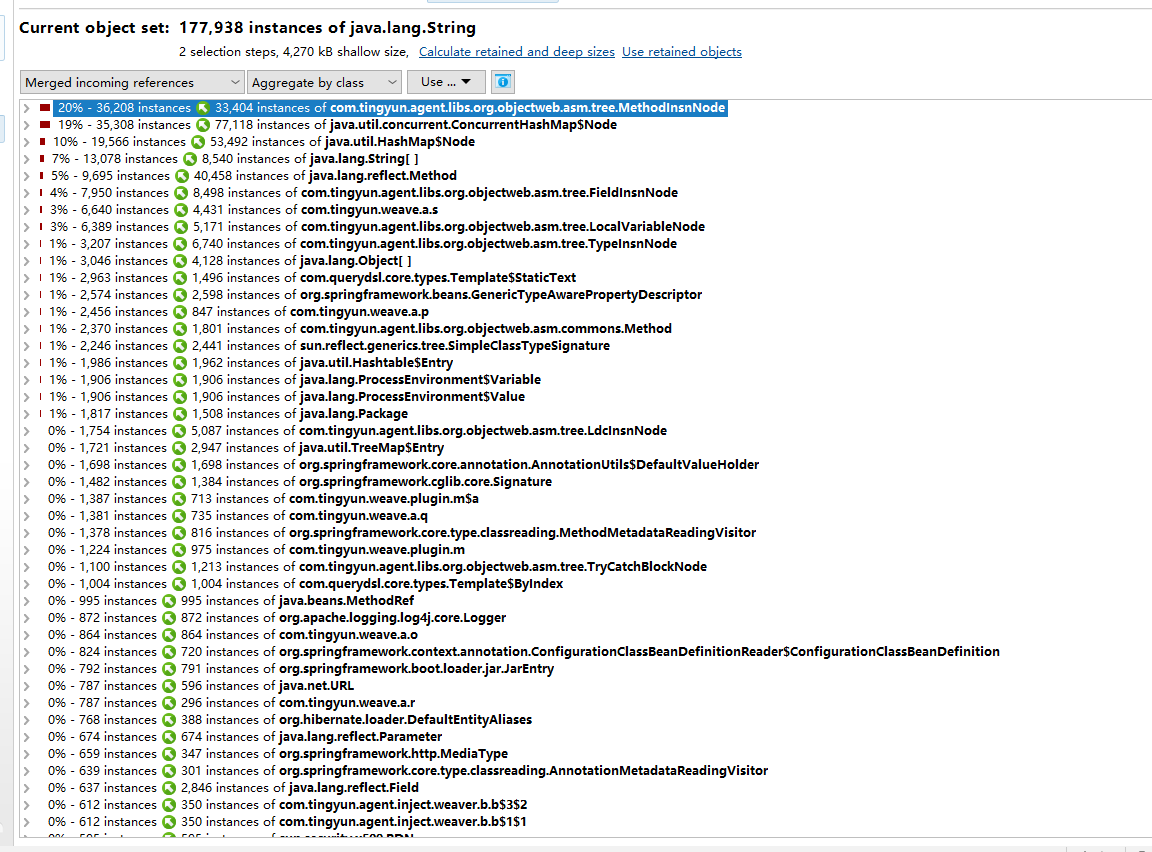 Current object set: 177,938 instances of java.lang.String
2 selection steps, 4,270 kB shallow size, Calculate retained and deep sizes Use retained objects
Merged incoming references Aggregate by class Use ...
20% - 36,208 instances 33,404 instances of com.tingyun.agent.libs.org.objectweb.asm.tree.MethodInsnNode
19% - 35,308 instances 77,118 instances of java.util.concurrent.ConcurrentHashMap$Node
10% - 19,566 instances 53,492 instances of java.util.HashMap$Node
7% - 13,078 instances 8,540 instances of java.lang.String[ ]
5% - 9,695 instances 40,458 instances of java.lang.reflect.Method
4% - 7,950 instances 8,498 instances of com.tingyun.agent.libs.org.objectweb.asm.tree.FieldInsnNode
3% - 6,640 instances 4,431 instances of com.tingyun.weave.a.s
3% - 6,389 instances 5,171 instances of com.tingyun.agent.libs.org.objectweb.asm.tree.LocalVariableNode
1% - 3,207 instances 6,740 instances of com.tingyun.agent.libs.org.objectweb.asm.tree.TypeInsnNode
1% - 3,046 instances 4,128 instances of java.lang.Object[ ]
1% - 2,963 instances 1,496 instances of com.querydsl.core.types.Template$StaticText
1% - 2,574 instances 2,598 instances of org.springframework.beans.GenericTypeAwarePropertyDescriptor
1% - 2,456 instances 847 instances of com.tingyun.weave.a.p
1% - 2,370 instances 1,801 instances of com.tingyun.agent.libs.org.objectweb.asm.commons.Method
1% - 2,246 instances 2,441 instances of sun.reflect.generics.tree.SimpleClassTypeSignature
1% - 1,986 instances 1,962 instances of java.util.Hashtable$Entry
1% - 1,906 instances 1,906 instances of java.lang.ProcessEnvironment$Variable
1% - 1,906 instances 1,906 instances of java.lang.ProcessEnvironment$Value
1% - 1,817 instances 1,508 instances of java.lang.Package
0% - 1,754 instances 5,087 instances of com.tingyun.agent.libs.org.objectweb.asm.tree.LdcInsnNode
0% - 1,721 instances 2,947 instances of java.util.TreeMap$Entry
0% - 1,698 instances 1,698 instances of org.springframework.core.annotation.AnnotationUtils$DefaultValueHolder
0% - 1,482 instances 1,384 instances of org.springframework.cglib.core.Signature
0% - 1,387 instances 713 instances of com.tingyun.weave.plugin.m$a
0% - 1,381 instances 735 instances of com.tingyun.weave.a.q
0% - 1,378 instances 816 instances of org.springframework.core.type.classreading.MethodMetadataReadingVisitor
0% - 1,224 instances 975 instances of com.tingyun.weave.plugin.m
0% - 1,100 instances 1,213 instances of com.tingyun.agent.libs.org.objectweb.asm.tree.TryCatchBlockNode
0% - 1,004 instances 1,004 instances of com.querydsl.core.types.Template$ByIndex
0% - 995 instances 995 instances of java.beans.MethodRef
0% - 872 instances 872 instances of org.apache.logging.log4j.core.Logger
0% - 864 instances 864 instances of com.tingyun.weave.a.o
0% - 824 instances 720 instances of org.springframework.context.annotation.ConfigurationClassBeanDefinitionReader$ConfigurationClassBeanDefinition
0% - 792 instances 791 instances of org.springframework.boot.loader.jar.JarEntry
0% - 787 instances 596 instances of java.net.URL
0% - 787 instances 296 instances of com.tingyun.weave.a.r
0% - 768 instances 388 instances of org.hibernate.loader.DefaultEntityAliases
0% - 674 instances 674 instances of java.lang.reflect.Parameter
0% - 659 instances 347 instances of org.springframework.http.MediaType
0% - 639 instances 301 instances of org.springframework.core.type.classreading.AnnotationMetadataReadingVisitor
0% - 637 instances 2,846 instances of java.lang.reflect.Field
0% - 612 instances 350 instances of com.tingyun.agent.inject.weaver.b.b$3$2
0% - 612 instances 350 instances of com.tingyun.agent.inject.weaver.b.b$1$1